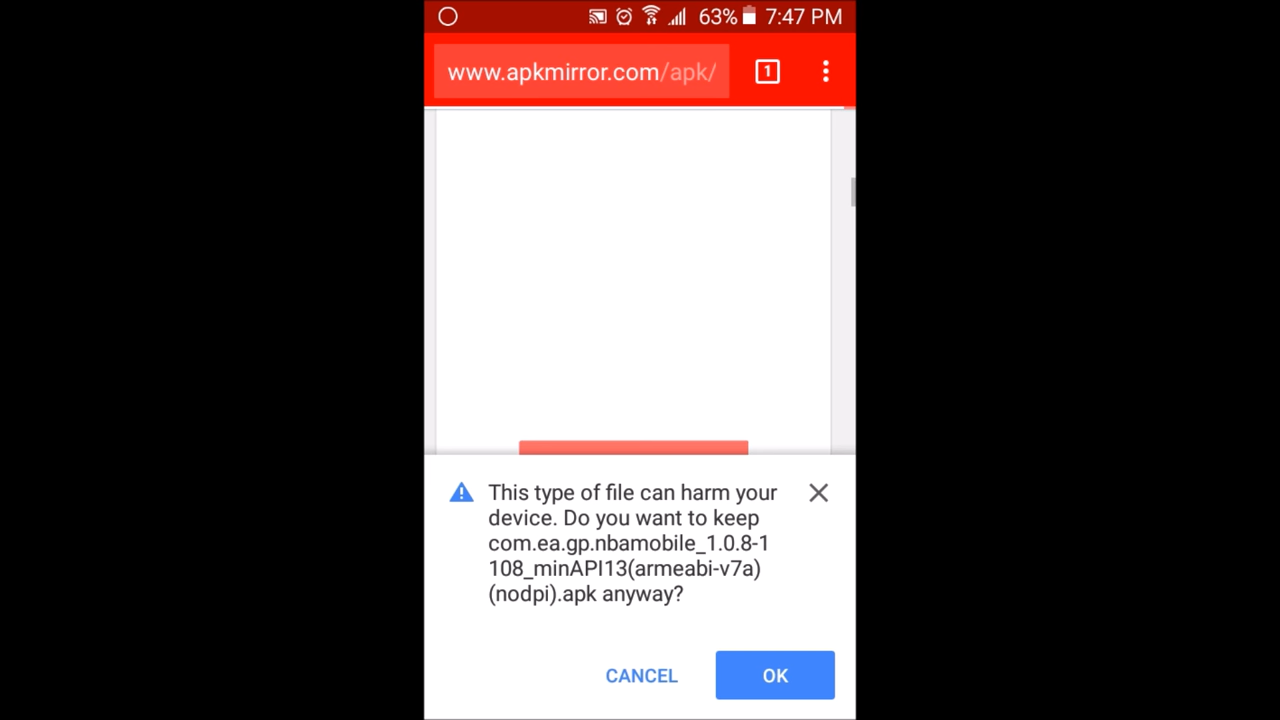 63% 7:47 PM
www.apkmirror.com/apk/
1
This type of file can harm your
device. Do you want to keep
com.ea.gp.nbamobile_1.0.8-1
108_minAPI13(armeabi-v7a)
(nodpi).apk anyway?
CANCEL
OK